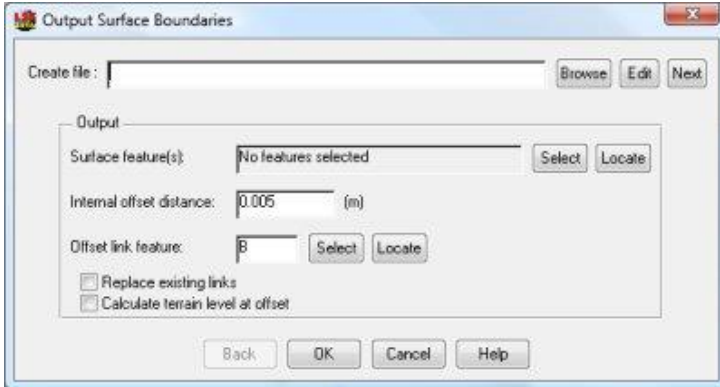 Output Surface Boundaries
Create file : Browse Edit Next
Output
Surface feature(s): No features selected Select Locate
Internal offset distance: 0.005 (m)
Offset link feature: B Select Locate
Replace existing links
Calculate terrain level at offset
Back OK Cancel Help